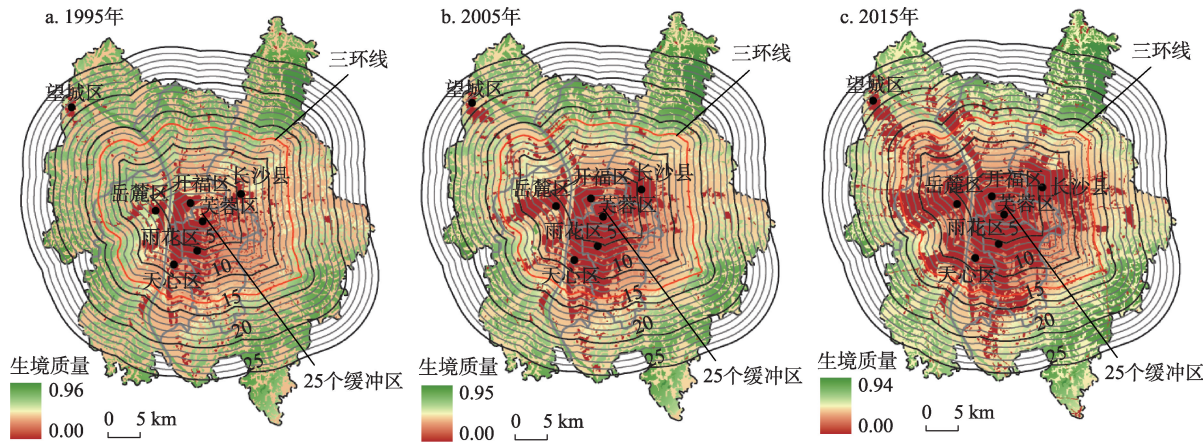 a. 1995年
三环线
望城区
岳麓区
开福区
长沙县
芙蓉区
雨花区
5
天心区
10
15
20
25
25个缓冲区
生境质量
0.96
0.00
0 5 km
b. 2005年
三环线
望城区
岳麓区
开福区
长沙县
芙蓉区
雨花区
5
天心区
10
15
20
25
25个缓冲区
生境质量
0.95
0.00
0 5 km
c. 2015年
三环线
望城区
岳麓区
开福区
长沙县
芙蓉区
雨花区
5
天心区
10
15
20
25
25个缓冲区
生境质量
0.94
0.00
0 5 km